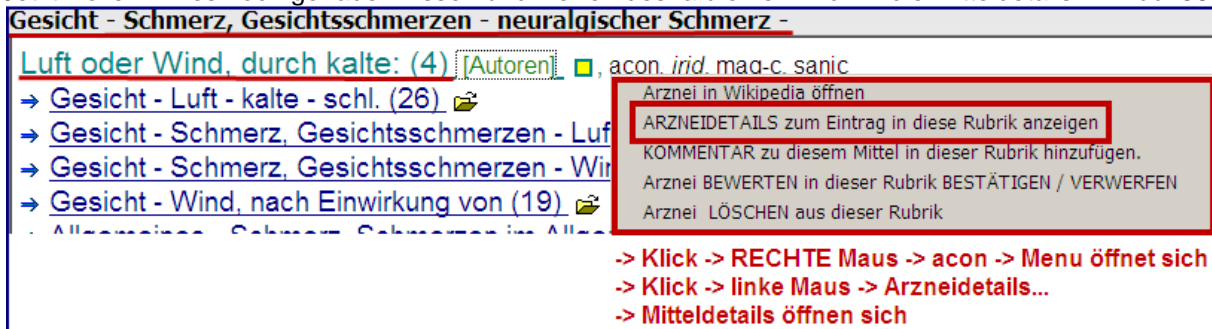 Gesicht - Schmerz, Gesichtsschmerzen - neuralgischer Schmerz -
Luft oder Wind, durch kalte: (4) [Autoren] , acon, irid, mag-c, sanic
→ Gesicht - Luft - kalte - schl. (26)
→ Gesicht - Schmerz, Gesichtsschmerzen - Luf
→ Gesicht - Schmerz, Gesichtsschmerzen - Win
→ Gesicht - Wind, nach Einwirkung von (19)
Arznei in Wikipedia öffnen
ARZNEIDETAILS zum Eintrag in diese Rubrik anzeigen
KOMMENTAR zu diesem Mittel in dieser Rubrik hinzufügen.
Arznei BEWERTEN in dieser Rubrik BESTÄTIGEN / VERWERFEN
Arznei LÖSCHEN aus dieser Rubrik
-> Klick -> RECHTE Maus -> acon -> Menu öffnet sich
-> Klick -> linke Maus -> Arzneidetails...
-> Mitteldetails öffnen sich